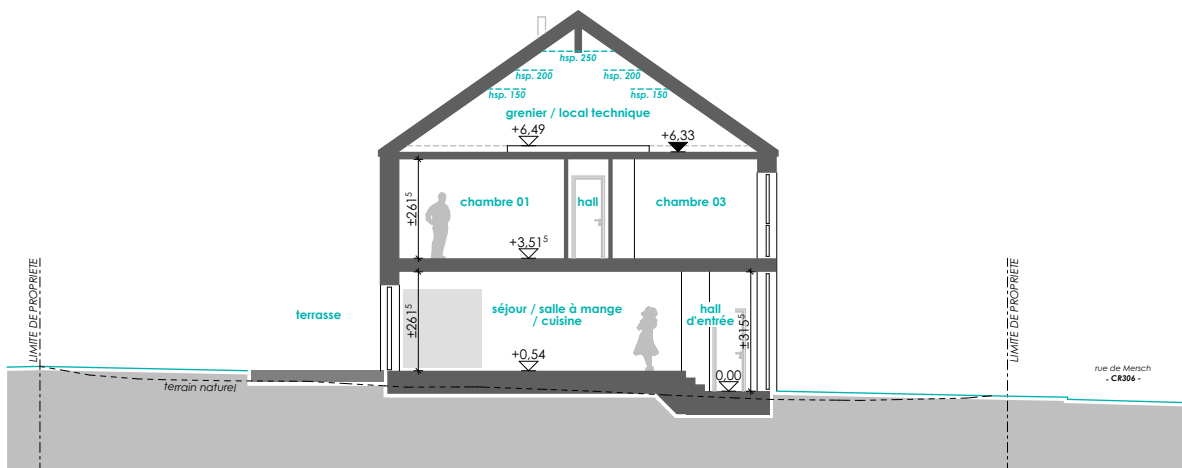 hsp. 250
hsp. 200
hsp. 200
hsp. 150
hsp. 150
grenier / local technique
+6,49
+6,33
±261⁵
chambre 01
hall
chambre 03
+3,51⁵
LIMITE DE PROPRIETE
terrasse
±261⁵
séjour / salle à mange
/ cuisine
hall
d'entrée
±315⁵
LIMITE DE PROPRIETE
+0,54
0,00
terrain naturel
rue de Mersch
- CR306 -